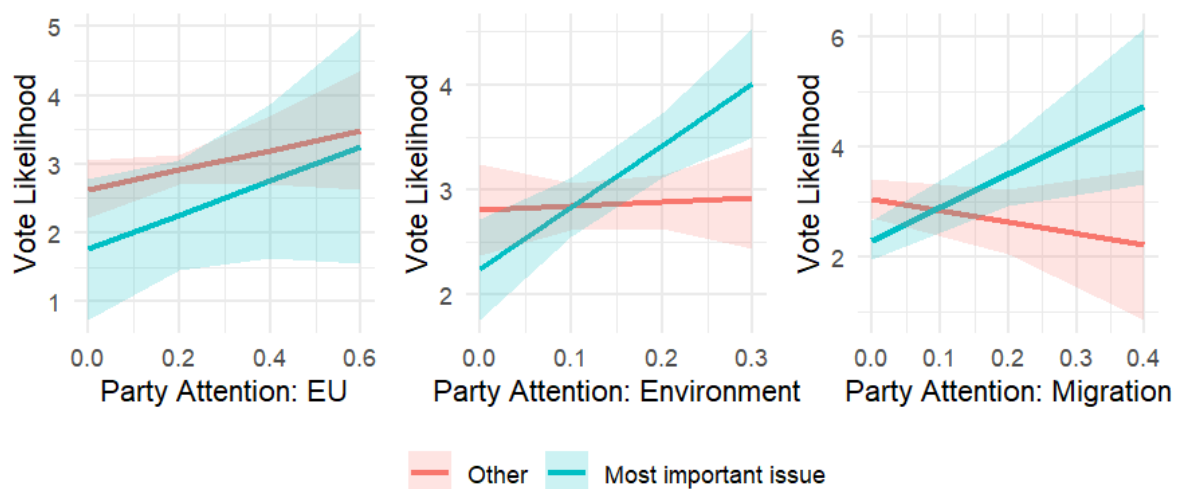 Vote Likelihood
5
4
3
2
1
0.0 0.2 0.4 0.6
Party Attention: EU
Vote Likelihood
4
3
2
0.0 0.1 0.2 0.3
Party Attention: Environment
Vote Likelihood
6
4
2
0.0 0.1 0.2 0.3 0.4
Party Attention: Migration
Other Most important issue